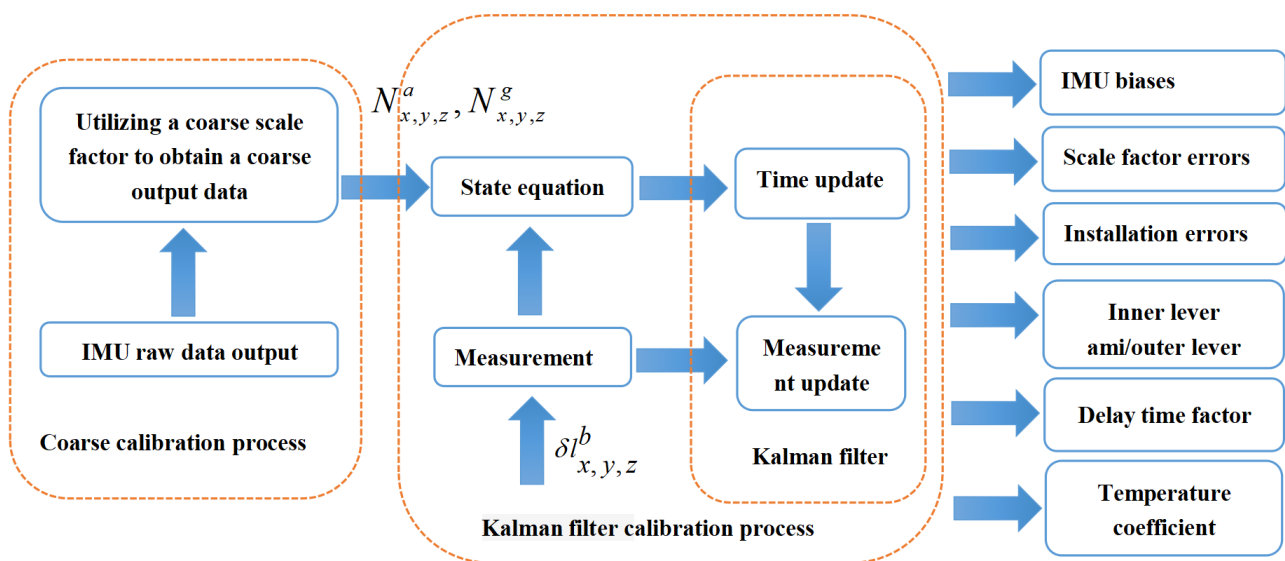 Utilizing a coarse scale
factor to obtain a coarse
output data
IMU raw data output
Coarse calibration process
N^a_{x,y,z}, N^g_{x,y,z}
State equation
Measurement
δl^b_{x,y,z}
Kalman filter calibration process
Time update
Measureme
nt update
Kalman filter
IMU biases
Scale factor errors
Installation errors
Inner lever
ami/outer lever
Delay time factor
Temperature
coefficient